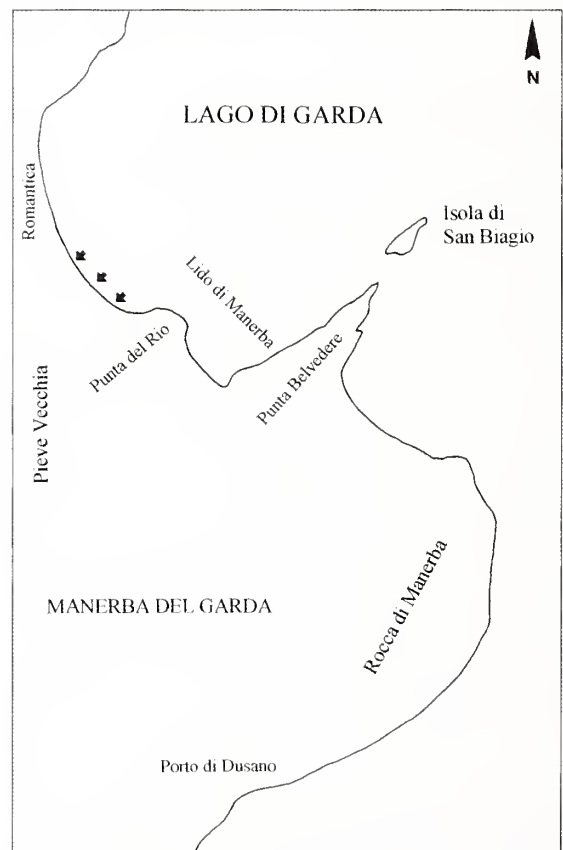 N
LAGO DI GARDA
Romantica
Isola di
San Biagio
Lido di Manerba
Punta del Rio
Punta Belvedere
Pieve Vecchia
Rocca di Manerba
MANERBA DEL GARDA
Porto di Dusano